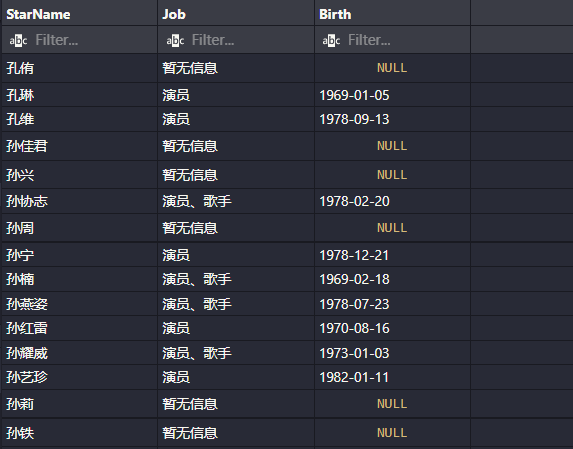 StarName Job Birth
abc Filter... abc Filter... abc Filter...
孔侑 暂无信息 NULL
孔琳 演员 1969-01-05
孔维 演员 1978-09-13
孙佳君 暂无信息 NULL
孙兴 暂无信息 NULL
孙协志 演员、歌手 1978-02-20
孙周 暂无信息 NULL
孙宁 演员 1978-12-21
孙楠 演员、歌手 1969-02-18
孙燕姿 演员、歌手 1978-07-23
孙红雷 演员 1970-08-16
孙耀威 演员、歌手 1973-01-03
孙艺珍 演员 1982-01-11
孙莉 暂无信息 NULL
孙铁 暂无信息 NULL